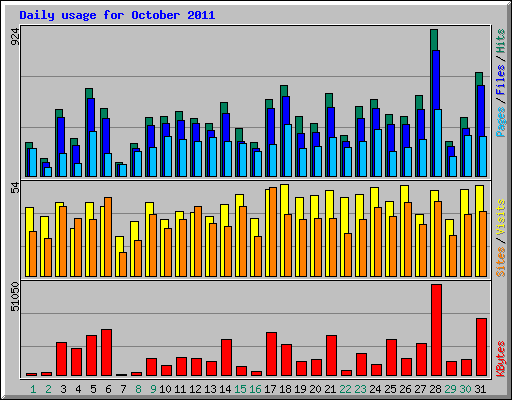 Daily usage for October 2011
924
54
51050
Pages / Files / Hits
Sites / Visits
KBytes
1 2 3 4 5 6 7 8 9 10 11 12 13 14 15 16 17 18 19 20 21 22 23 24 25 26 27 28 29 30 31